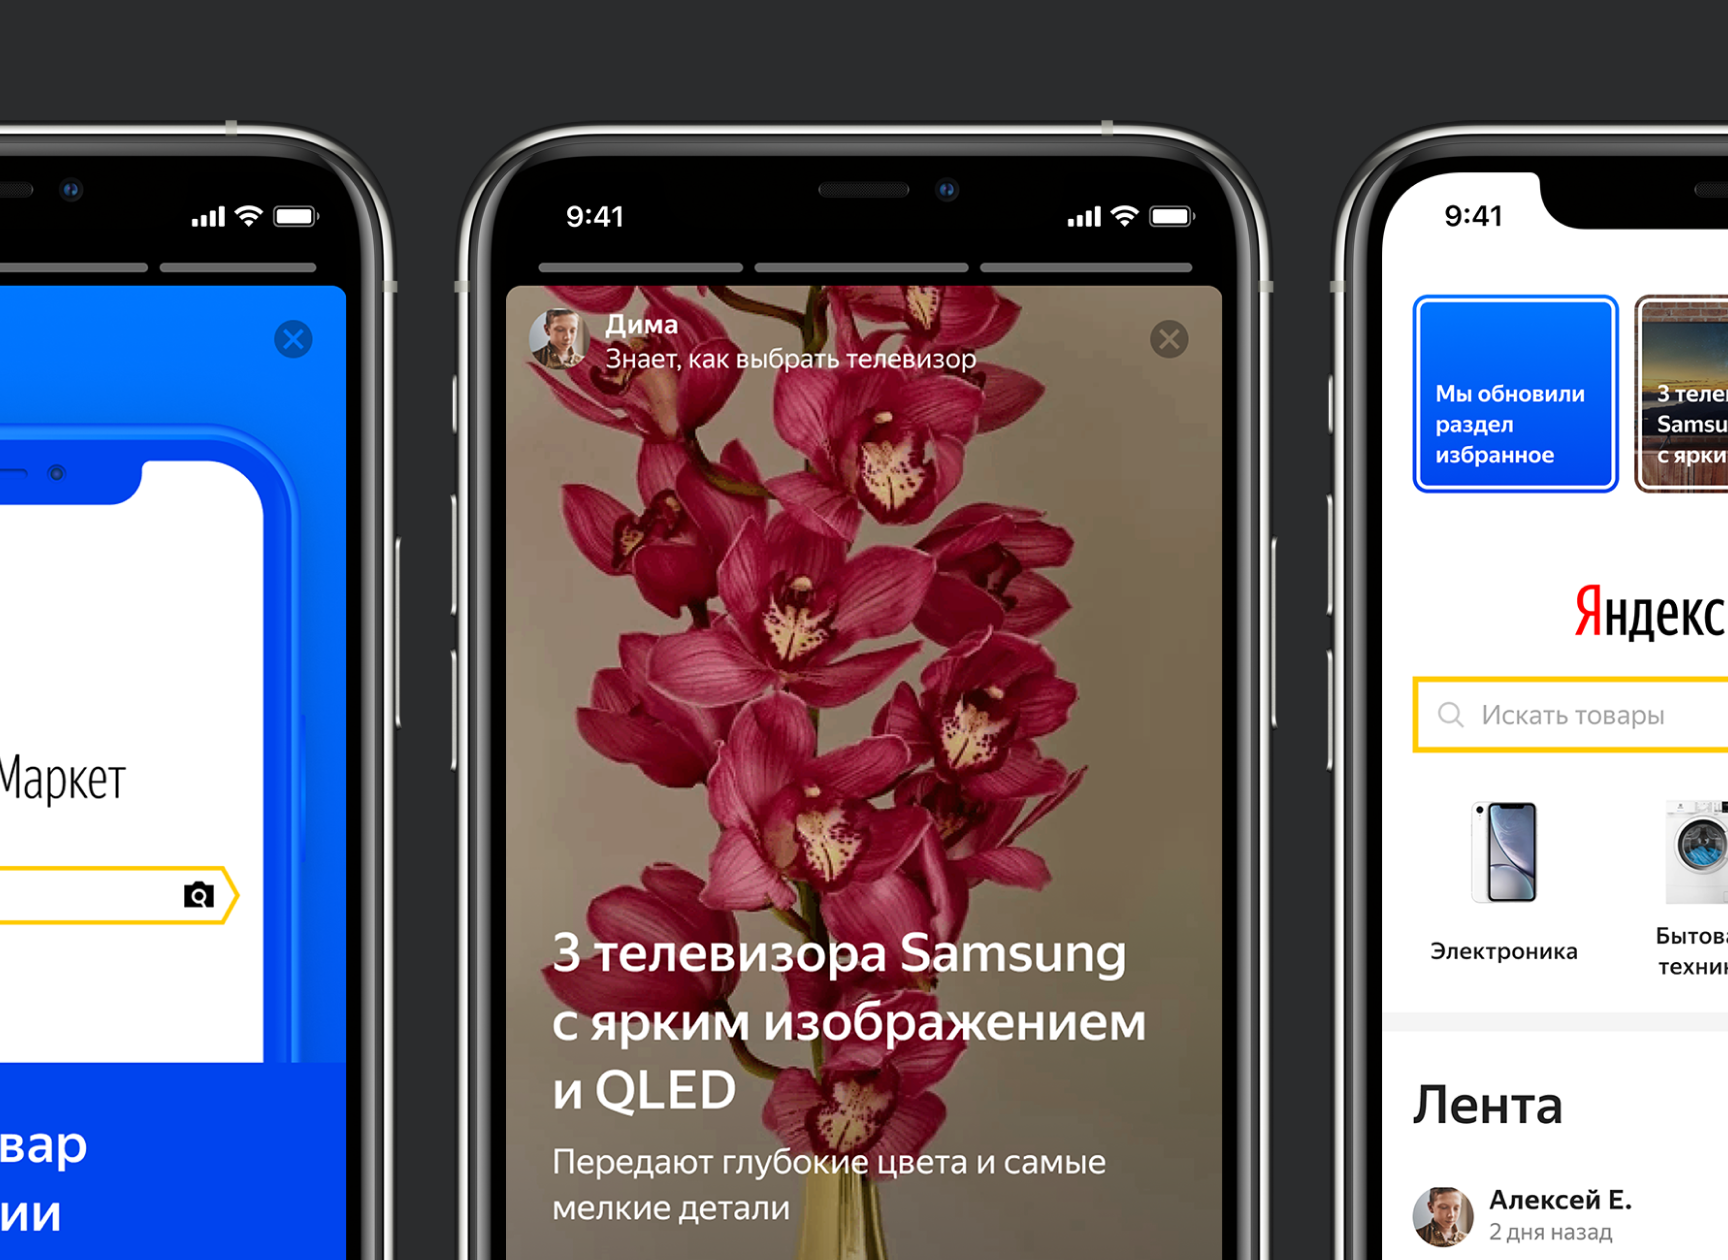 Маркет
вар
ии
9:41
Дима
Знает, как выбрать телевизор
3 телевизора Samsung
с ярким изображением
и QLED
Передают глубокие цвета и самые
мелкие детали
9:41
Мы обновили
раздел
избранное
3 теле
Samsu
с ярки
Яндекс
Искать товары
Электроника
Бытова
техни
Лента
Алексей Е.
2 дня назад